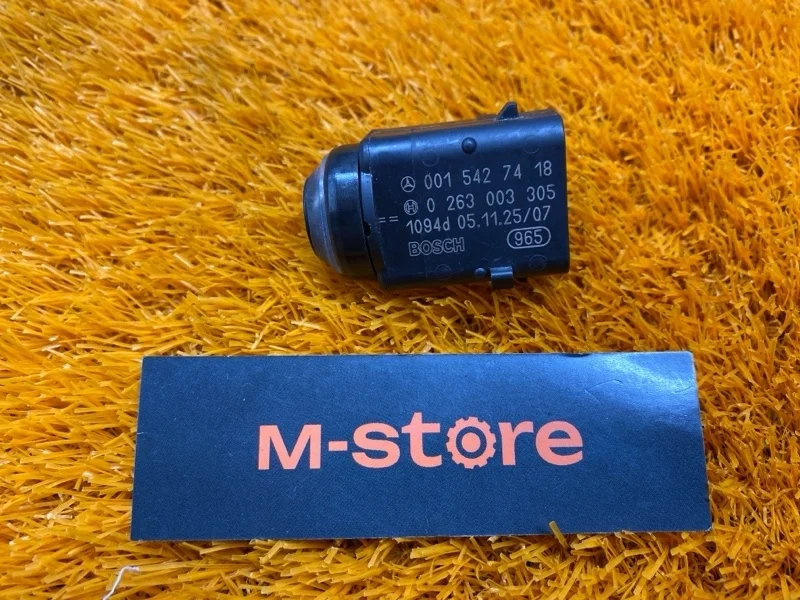 001 542 74 18
0 263 003 305
== 1094d 05.11.25/07
BOSCH 965
M-store